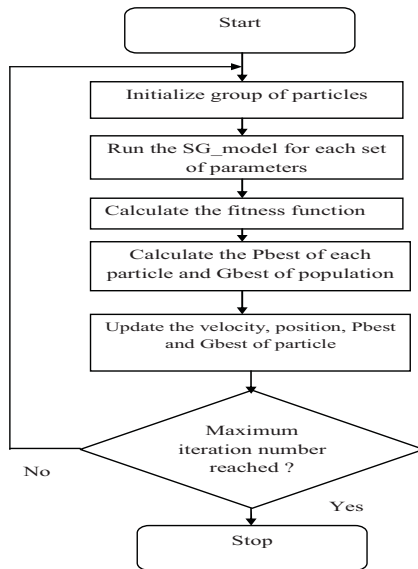 Start
Initialize group of particles
Run the SG_model for each set
of parameters
Calculate the fitness function
Calculate the Pbest of each
particle and Gbest of population
Update the velocity, position, Pbest
and Gbest of particle
Maximum
iteration number
reached ?
No
Yes
Stop